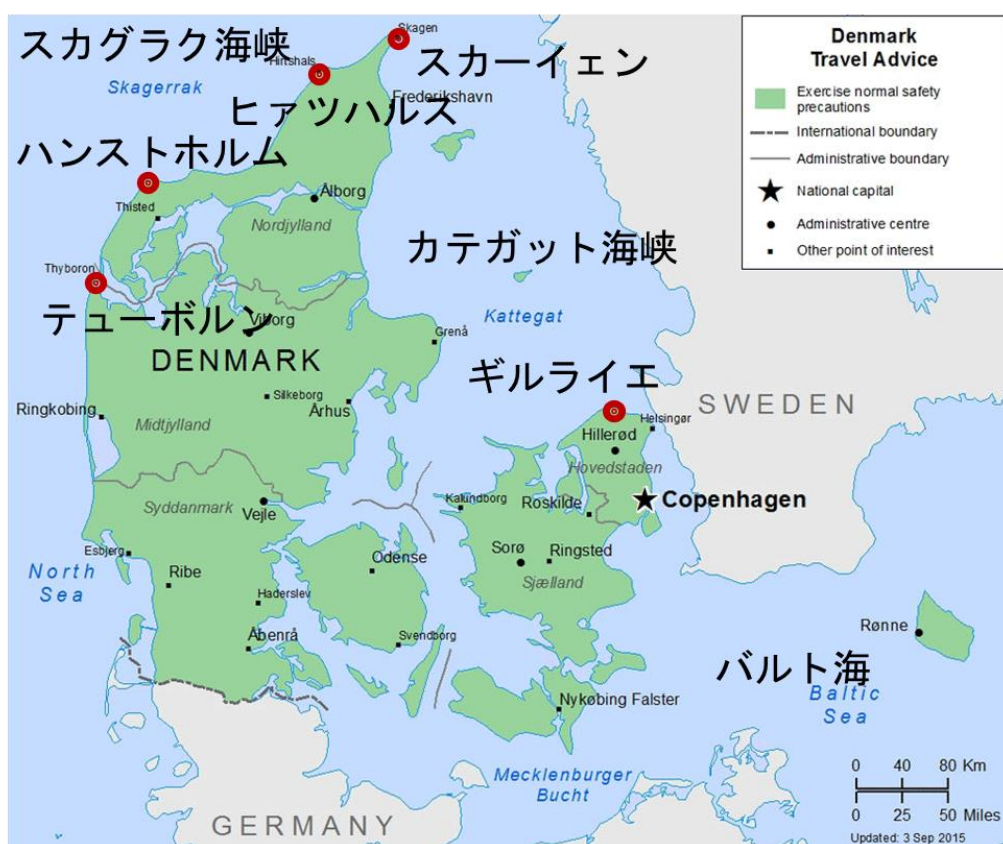 スカグラク海峡
Skagen
スカーイェン
Denmark
Travel Advice
Exercise normal safety
precautions
International boundary
Administrative boundary
National capital
Administrative centre
Other point of interest
Skagerrak
Hirtshals
Frederikshavn
ヒァツハルス
ハンストホルム
Thisted
Ålborg
Nordjylland
カテガット海峡
Kattegat
Thyboron
テューボルン
Viborg
DENMARK
Grenå
ギルライエ
SWEDEN
Silkeborg
Århus
Ringkobing
Midtjylland
Helsingør
Hillerød
Hovedstaden
Syddanmark
Vejle
Kalundborg
Roskilde
Copenhagen
Esbjerg
North
Sea
Ribe
Odense
Sorø
Ringsted
Sjælland
Haderslev
Åbenrå
Svendborg
Rønne
バルト海
Baltic
Sea
Nykøbing Falster
Mecklenburger
Bucht
GERMANY
0 40 80 Km
0 25 50 Miles
Updated: 3 Sep 2015